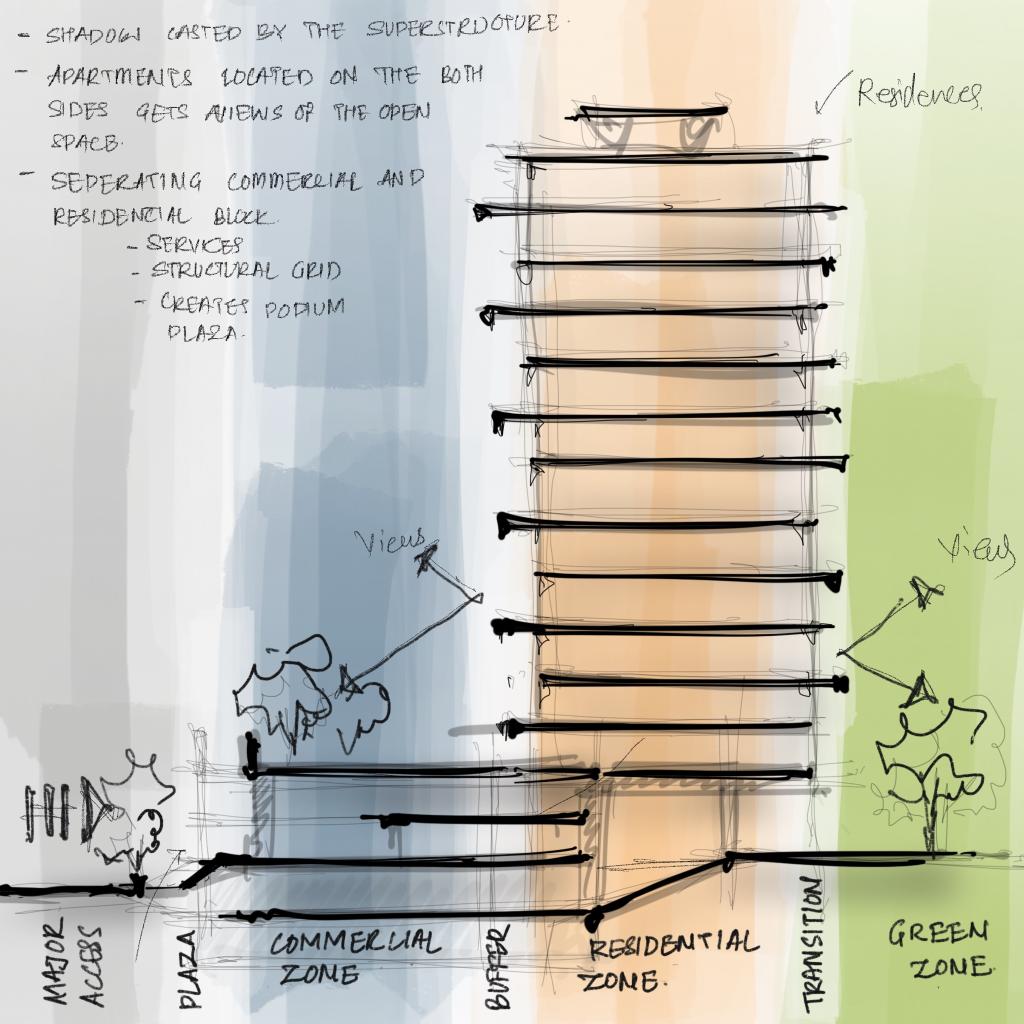 - SHADOW CASTED BY THE SUPERSTRUCTURE.
- APARTMENTS LOCATED ON THE BOTH
SIDES GETS VIEWS OF THE OPEN
SPACE.
- SEPERATING COMMERCIAL AND
RESIDENTIAL BLOCK.
- SERVICES
- STRUCTURAL GRID
- CREATES PODIUM
PLAZA.
Residences
Views
Views
MAJOR
ACCESS
PLAZA
COMMERCIAL
ZONE
BUFFER
RESIDENTIAL
ZONE.
TRANSITION
GREEN
ZONE